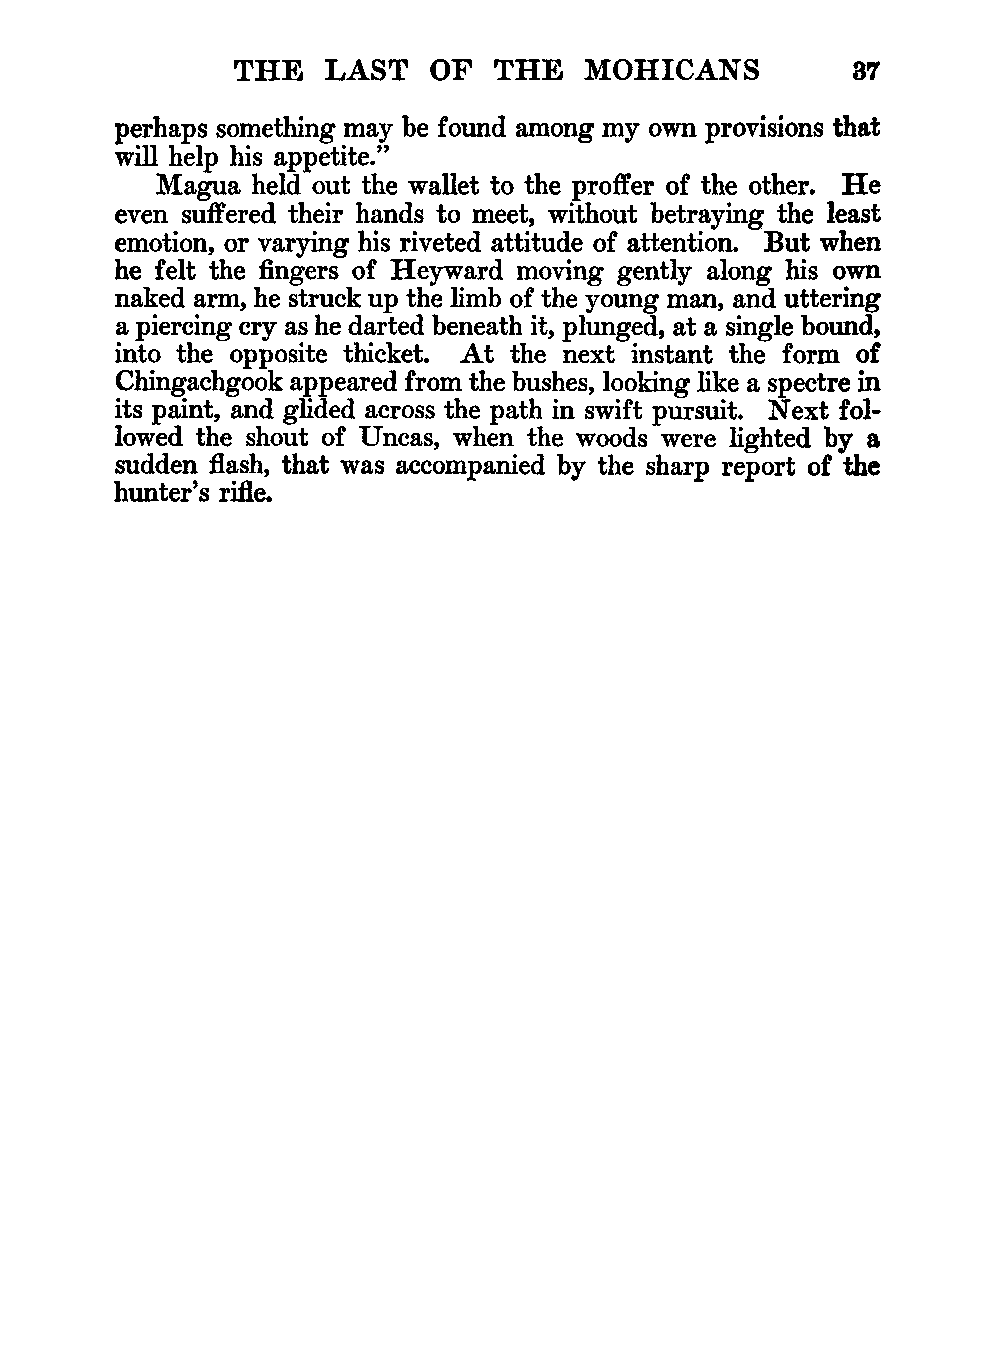 THE LAST OF THE MOHICANS 37
perhaps something may be found among my own provisions that
will help his appetite.”
Magua held out the wallet to the proffer of the other. He
even suffered their hands to meet, without betraying the least
emotion, or varying his riveted attitude of attention. But when
he felt the fingers of Heyward moving gently along his own
naked arm, he struck up the limb of the young man, and uttering
a piercing cry as he darted beneath it, plunged, at a single bound,
into the opposite thicket. At the next instant the form of
Chingachgook appeared from the bushes, looking like a spectre in
its paint, and glided across the path in swift pursuit. Next fol-
lowed the shout of Uncas, when the woods were lighted by a
sudden flash, that was accompanied by the sharp report of the
hunter’s rifle.